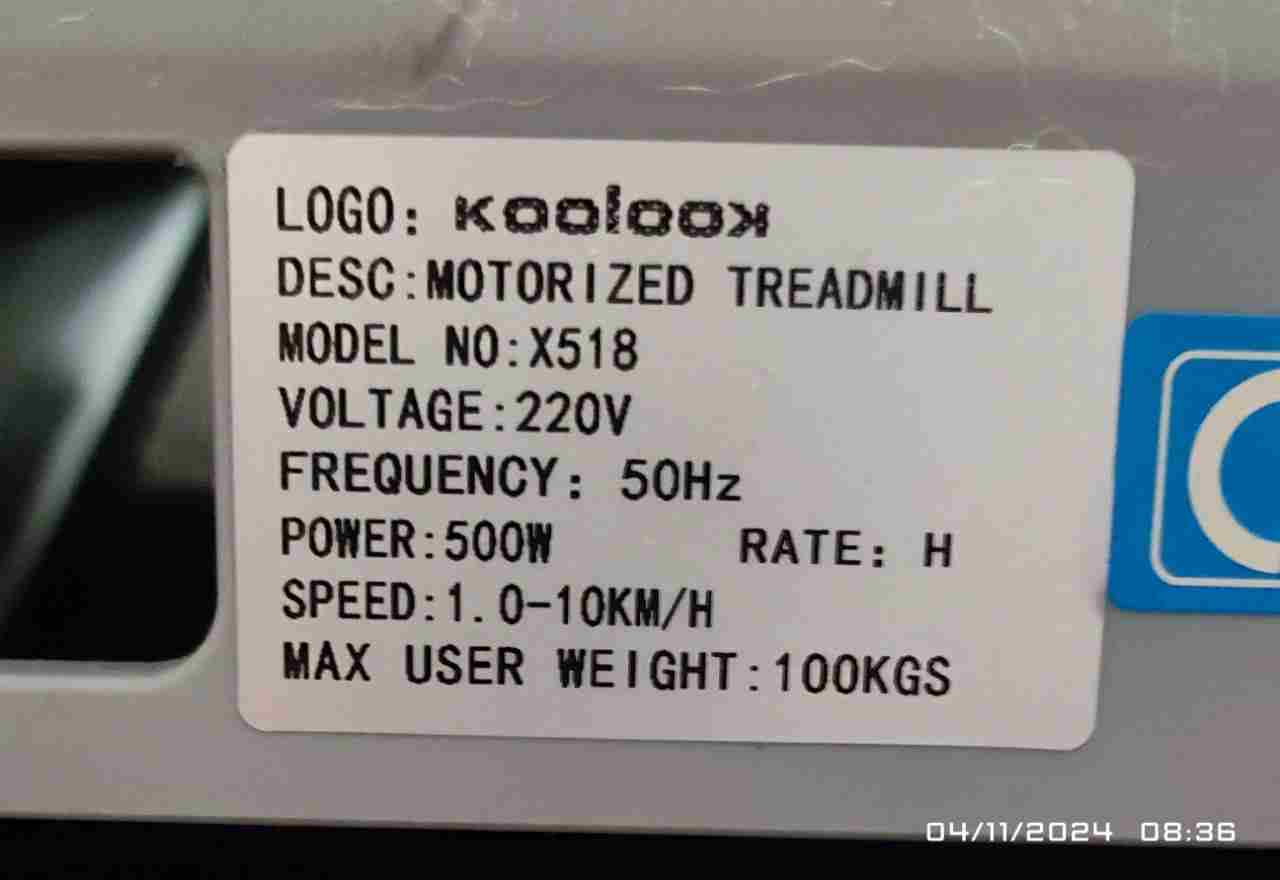 LOGO: KOOlOOK
DESC:MOTORIZED TREADMILL
MODEL NO:X518
VOLTAGE:220V
FREQUENCY: 50Hz
POWER:500W RATE: H
SPEED:1.0-10KM/H
MAX USER WEIGHT:100KGS
04/11/2024 08:36